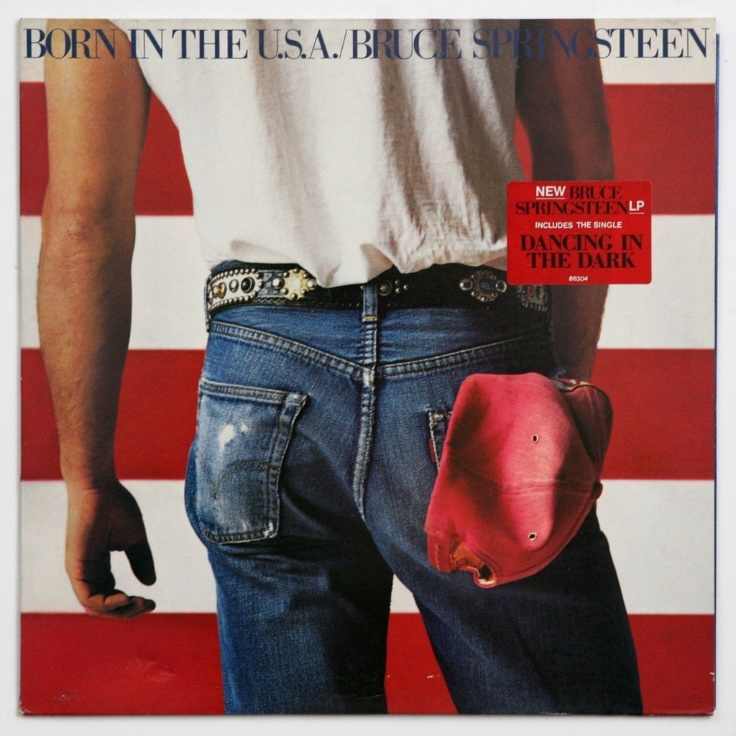 BORN IN THE U.S.A./BRUCE SPRINGSTEEN
NEW BRUCE
SPRINGSTEEN LP
INCLUDES THE SINGLE
DANCING IN
THE DARK
86304